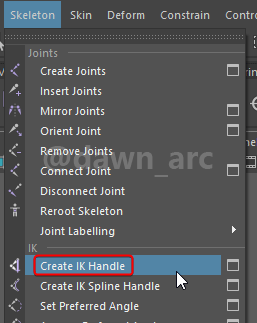 Skeleton Skin Deform Constrain Control
Joints
Create Joints
Insert Joints
Mirror Joints
Orient Joint
Remove Joints
@dawn_arc
Connect Joint
Disconnect Joint
Reroot Skeleton
Joint Labelling
IK
Create IK Handle
Create IK Spline Handle
Set Preferred Angle